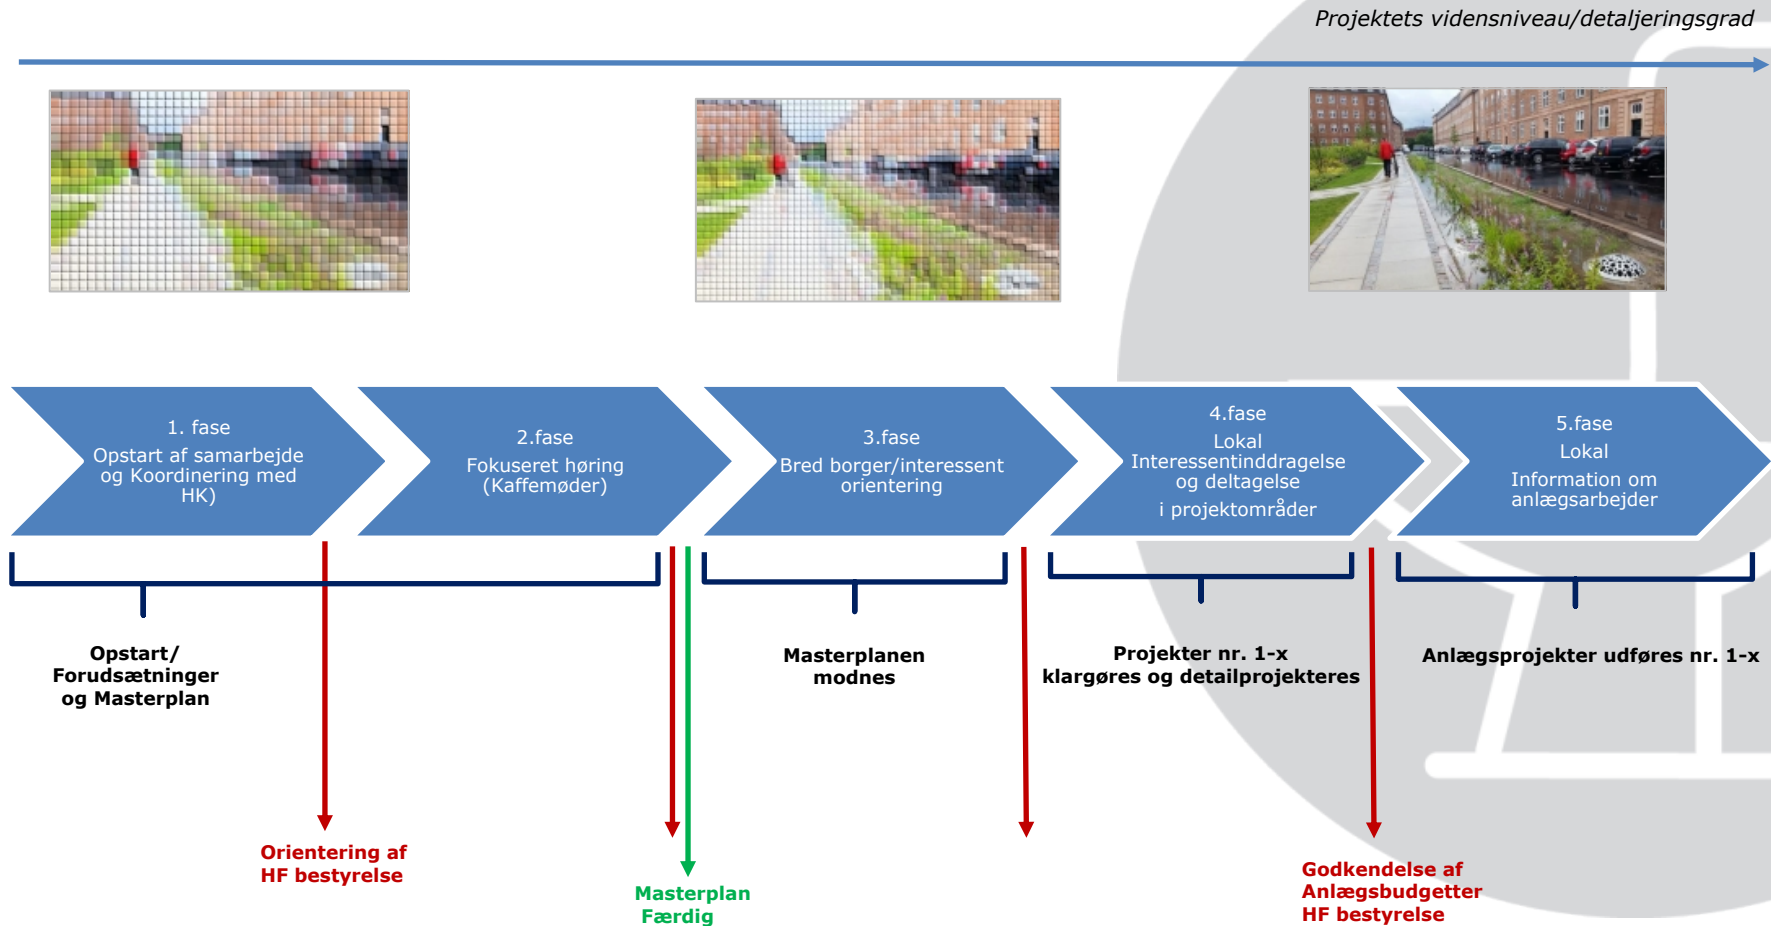 Projektets vidensniveau/detaljeringsgrad
1. fase
Opstart af samarbejde
og Koordinering med
HK)
2.fase
Fokuseret høring
(Kaffemøder)
3.fase
Bred borger/interessent
orientering
4.fase
Lokal
Interessentinddragelse
og deltagelse
i projektområder
5.fase
Lokal
Information om
anlægsarbejder
Opstart/
Forudsætninger
og Masterplan
Masterplanen
modnes
Projekter nr. 1-x
klargøres og detailprojekteres
Anlægsprojekter udføres nr. 1-x
Orientering af
HF bestyrelse
Masterplan
Færdig
Godkendelse af
Anlægsbudgetter
HF bestyrelse